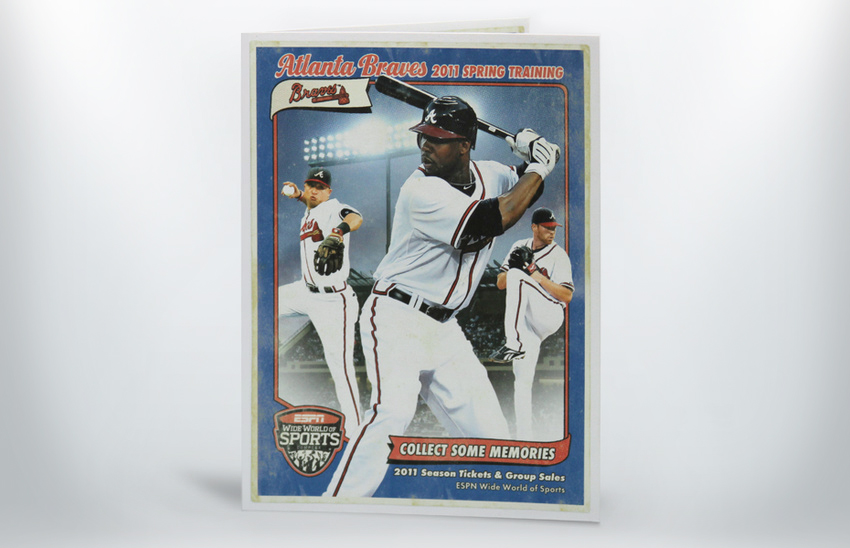 Atlanta Braves 2011 SPRING TRAINING
Braves
A
A
A
ESPN
WIDE WORLD OF
SPORTS
COLLECT SOME MEMORIES
2011 Season Tickets & Group Sales
ESPN Wide World of Sports